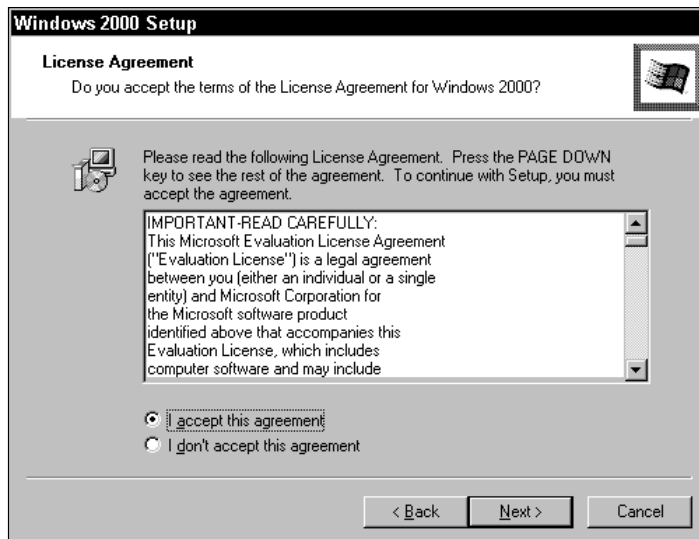 Windows 2000 Setup
License Agreement
Do you accept the terms of the License Agreement for Windows 2000?
Please read the following License Agreement.  Press the PAGE DOWN
key to see the rest of the agreement.  To continue with Setup, you must
accept the agreement.
IMPORTANT-READ CAREFULLY:
This Microsoft Evaluation License Agreement
("Evaluation License") is a legal agreement
between you (either an individual or a single
entity) and Microsoft Corporation for
the Microsoft software product
identified above that accompanies this
Evaluation License, which includes
computer software and may include
I accept this agreement
I don't accept this agreement
< Back
Next >
Cancel